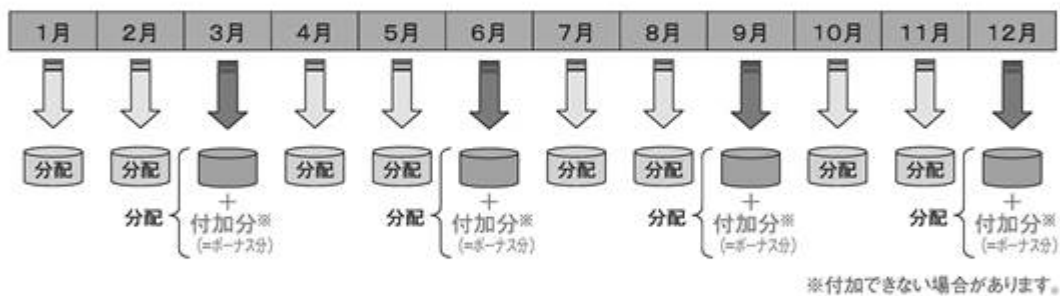 1月 2月 3月 4月 5月 6月 7月 8月 9月 10月 11月 12月
分配 分配 分配 分配 分配 分配 分配 分配
分配 + 分配 + 分配 + 分配 +
付加分※ 付加分※ 付加分※ 付加分※
(=ボーナス分) (=ボーナス分) (=ボーナス分) (=ボーナス分)
※付加できない場合があります。